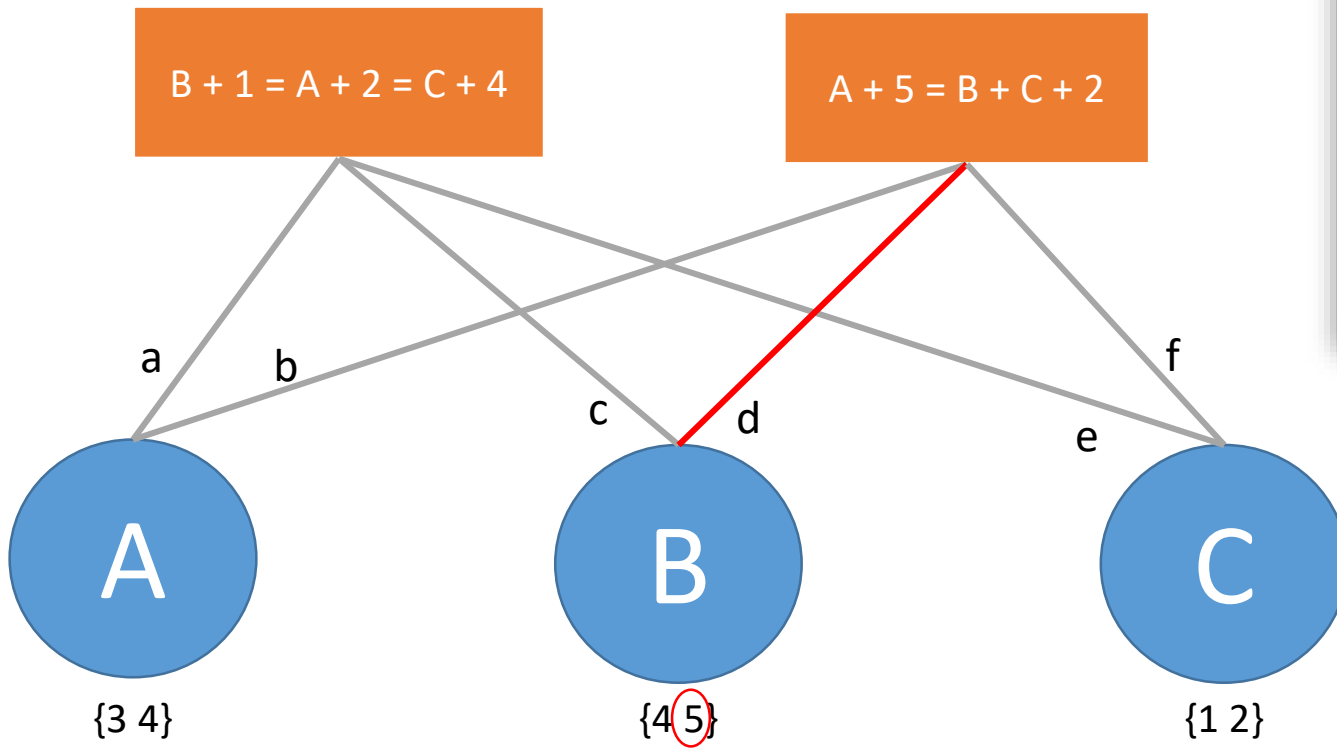 B + 1 = A + 2 = C + 4
A + 5 = B + C + 2
a
b
c
d
e
f
A
B
C
{3 4}
{4 5}
{1 2}